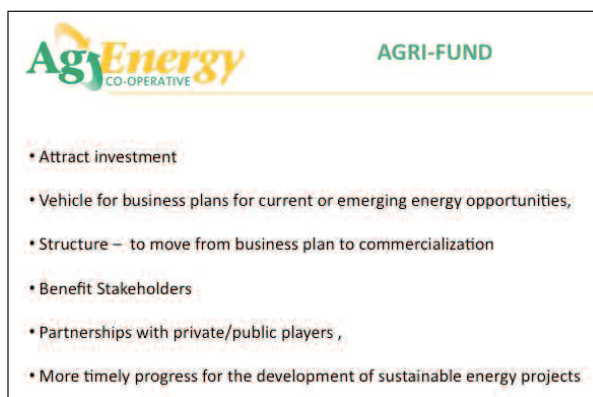 AgEnergy
CO-OPERATIVE
AGRI-FUND
• Attract investment
• Vehicle for business plans for current or emerging energy opportunities,
• Structure – to move from business plan to commercialization
• Benefit Stakeholders
• Partnerships with private/public players ,
• More timely progress for the development of sustainable energy projects